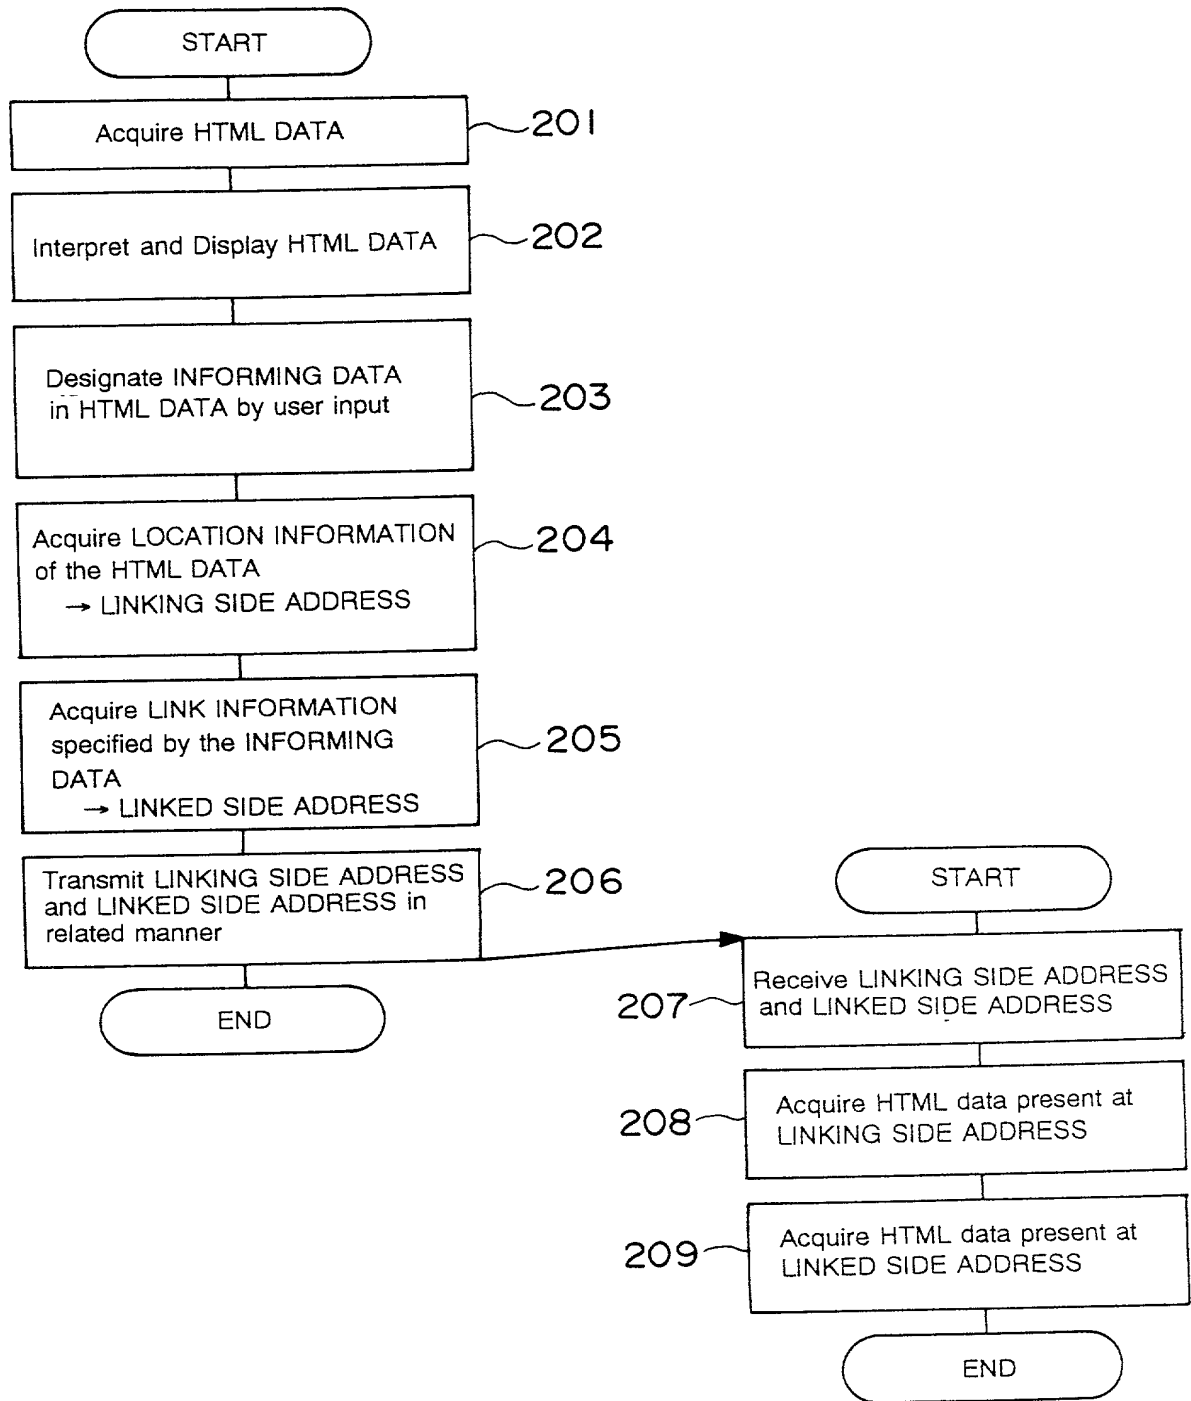 START
Acquire HTML DATA
201
Interpret and Display HTML DATA
202
Designate INFORMING DATA
in HTML DATA by user input
203
Acquire LOCATION INFORMATION
of the HTML DATA
→ LINKING SIDE ADDRESS
204
Acquire LINK INFORMATION
specified by the INFORMING
DATA
→ LINKED SIDE ADDRESS
205
Transmit LINKING SIDE ADDRESS
and LINKED SIDE ADDRESS in
related manner
206
END
START
Receive LINKING SIDE ADDRESS
and LINKED SIDE ADDRESS
207
Acquire HTML data present at
LINKING SIDE ADDRESS
208
Acquire HTML data present at
LINKED SIDE ADDRESS
209
END